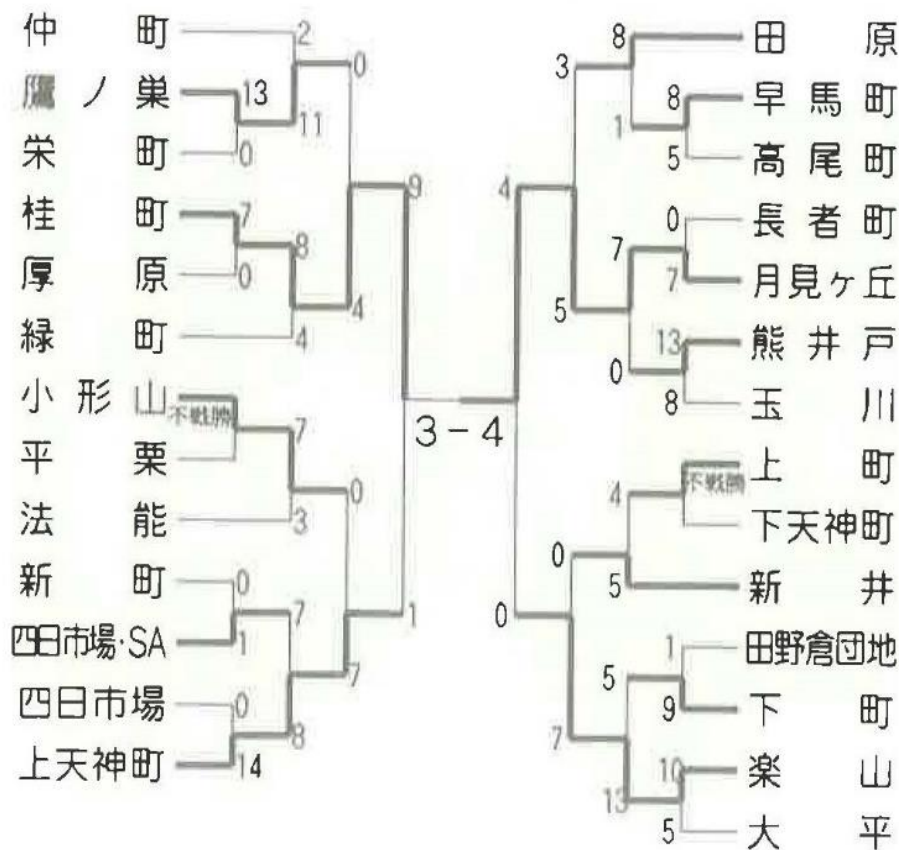 仲町 2
0
鷹ノ巣 13
11
栄町 0
9
桂町 7
8
厚原 0
4
緑町 4
小形山 不戦勝
7
平栗
0
法能 3
新町 0
7
1
四日市場・SA 1
7
四日市場 0
8
上天神町 14
3-4
8 田原
3
8 早馬町
1
5 高尾町
4
0 長者町
7
7 月見ヶ丘
5
13 熊井戸
0
8 玉川
不戦勝 上町
4
下天神町
0
5 新井
0
1 田野倉団地
5
9 下町
7
10 楽山
13
5 大平